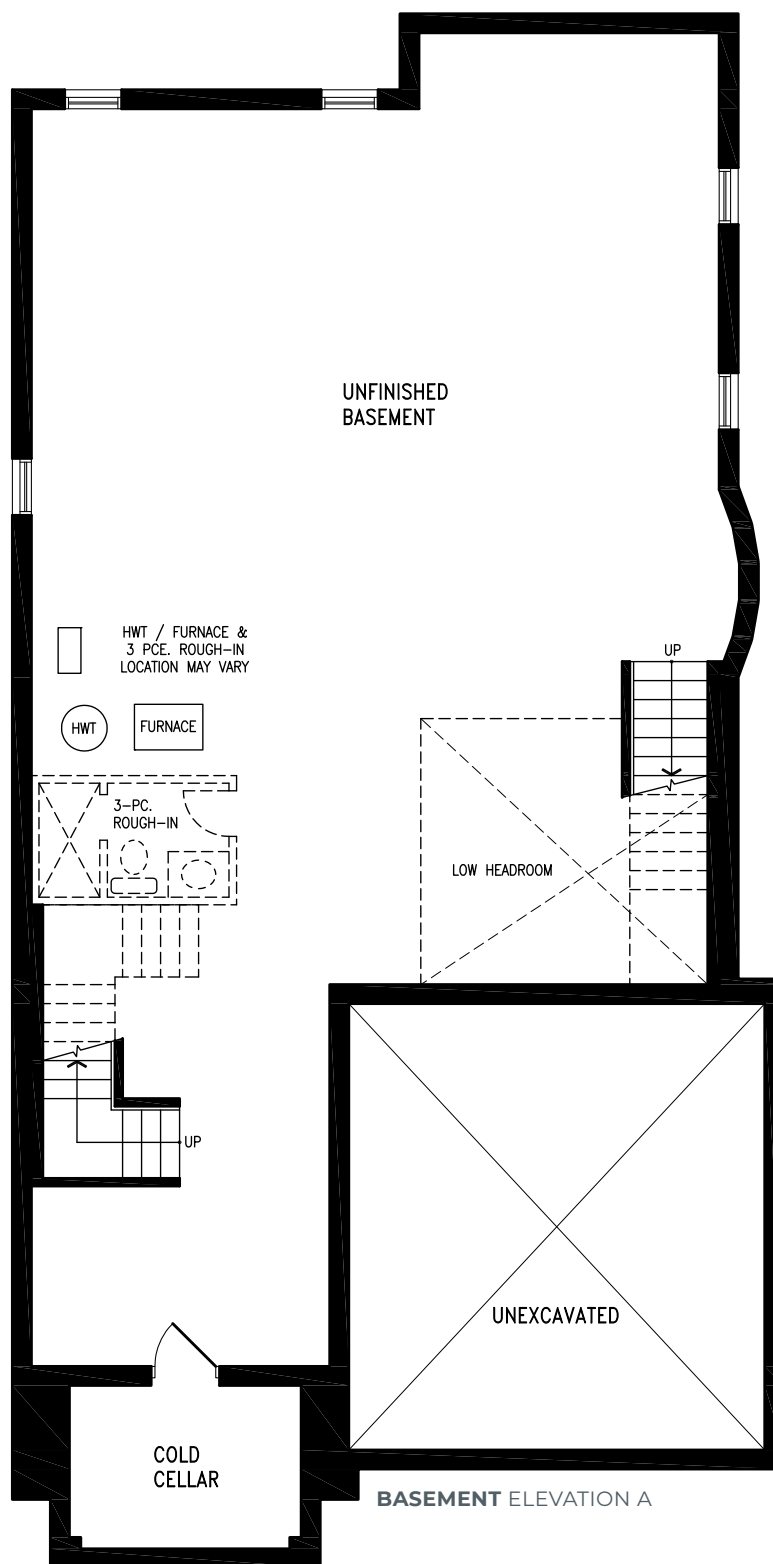 UNFINISHED
BASEMENT
HWT / FURNACE &
3 PCE. ROUGH-IN
LOCATION MAY VARY
UP
HWT
FURNACE
3-PC.
ROUGH-IN
LOW HEADROOM
UP
UNEXCAVATED
COLD
CELLAR
BASEMENT ELEVATION A